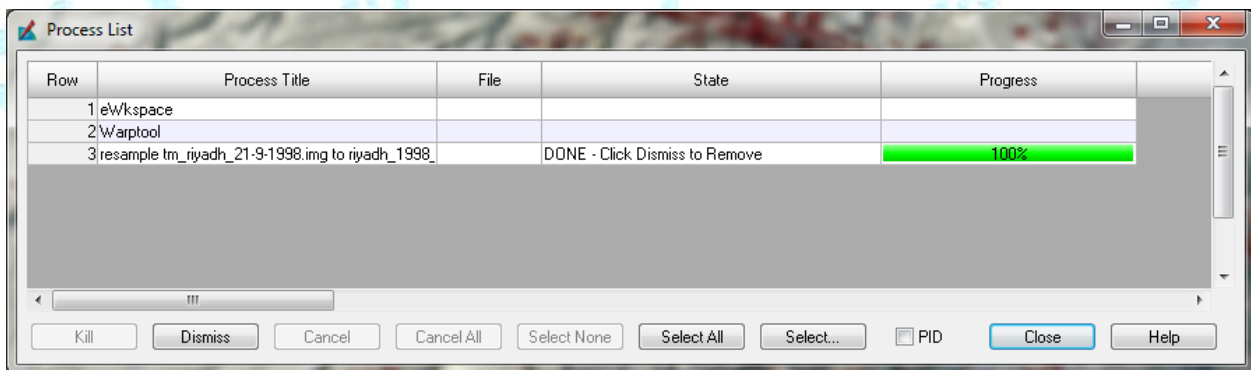 Process List
Row Process Title File State Progress
1 eWkspace
2 Warptool
3 resample tm_riyadh_21-9-1998.img to riyadh_1998_ DONE - Click Dismiss to Remove 100%
Kill Dismiss Cancel Cancel All Select None Select All Select... PID Close Help